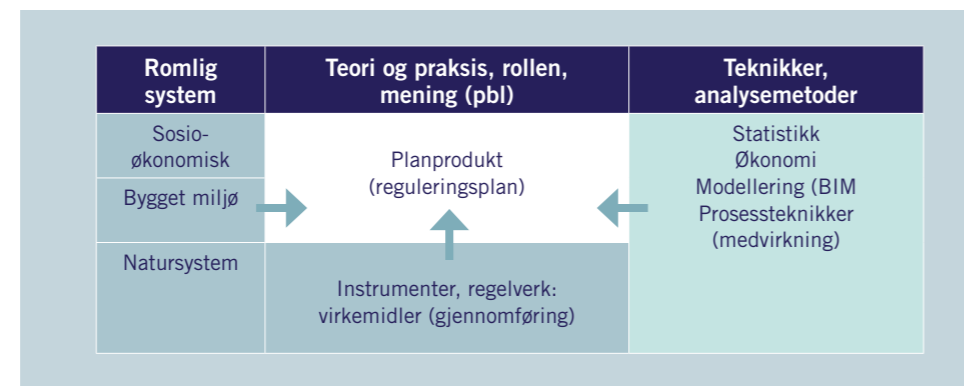 Romlig
system
Teori og praksis, rollen,
mening (pbl)
Teknikker,
analysemetoder
Sosio-
økonomisk
Bygget miljø
Natursystem
Planprodukt
(reguleringsplan)
Instrumenter, regelverk:
virkemidler (gjennomføring)
Statistikk
Økonomi
Modellering (BIM
Prosessteknikker
(medvirkning)